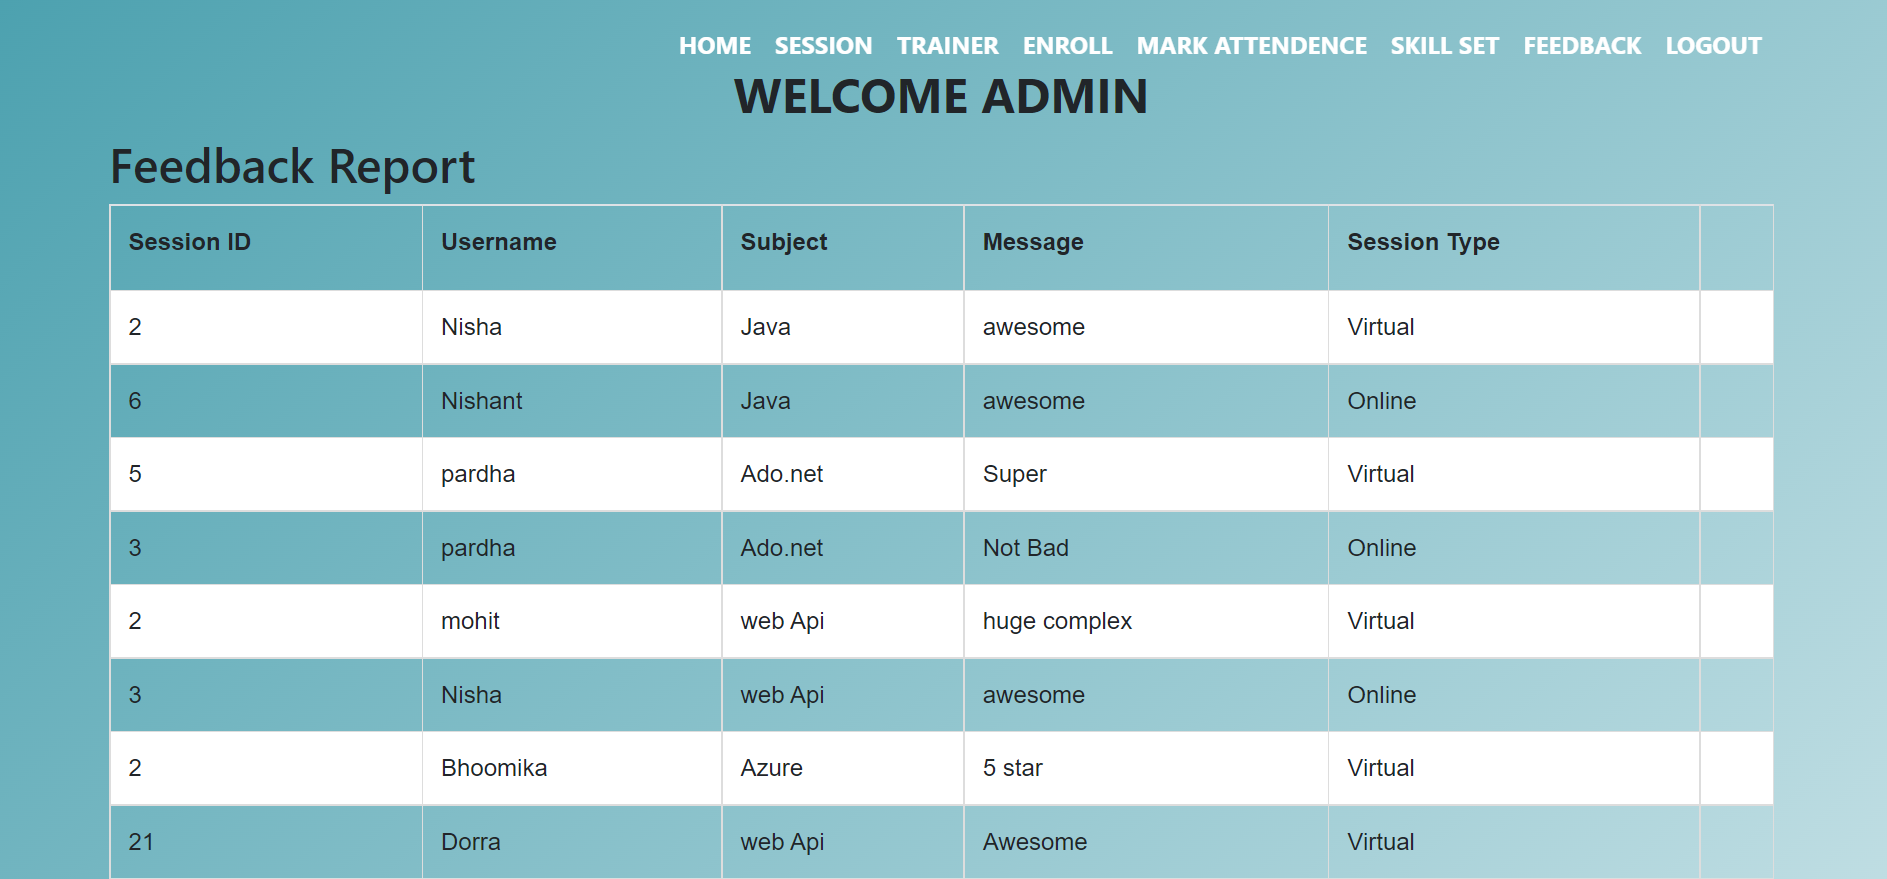 HOME SESSION TRAINER ENROLL MARK ATTENDENCE SKILL SET FEEDBACK LOGOUT
WELCOME ADMIN
Feedback Report
Session ID Username Subject Message Session Type
2 Nisha Java awesome Virtual
6 Nishant Java awesome Online
5 pardha Ado.net Super Virtual
3 pardha Ado.net Not Bad Online
2 mohit web Api huge complex Virtual
3 Nisha web Api awesome Online
2 Bhoomika Azure 5 star Virtual
21 Dorra web Api Awesome Virtual